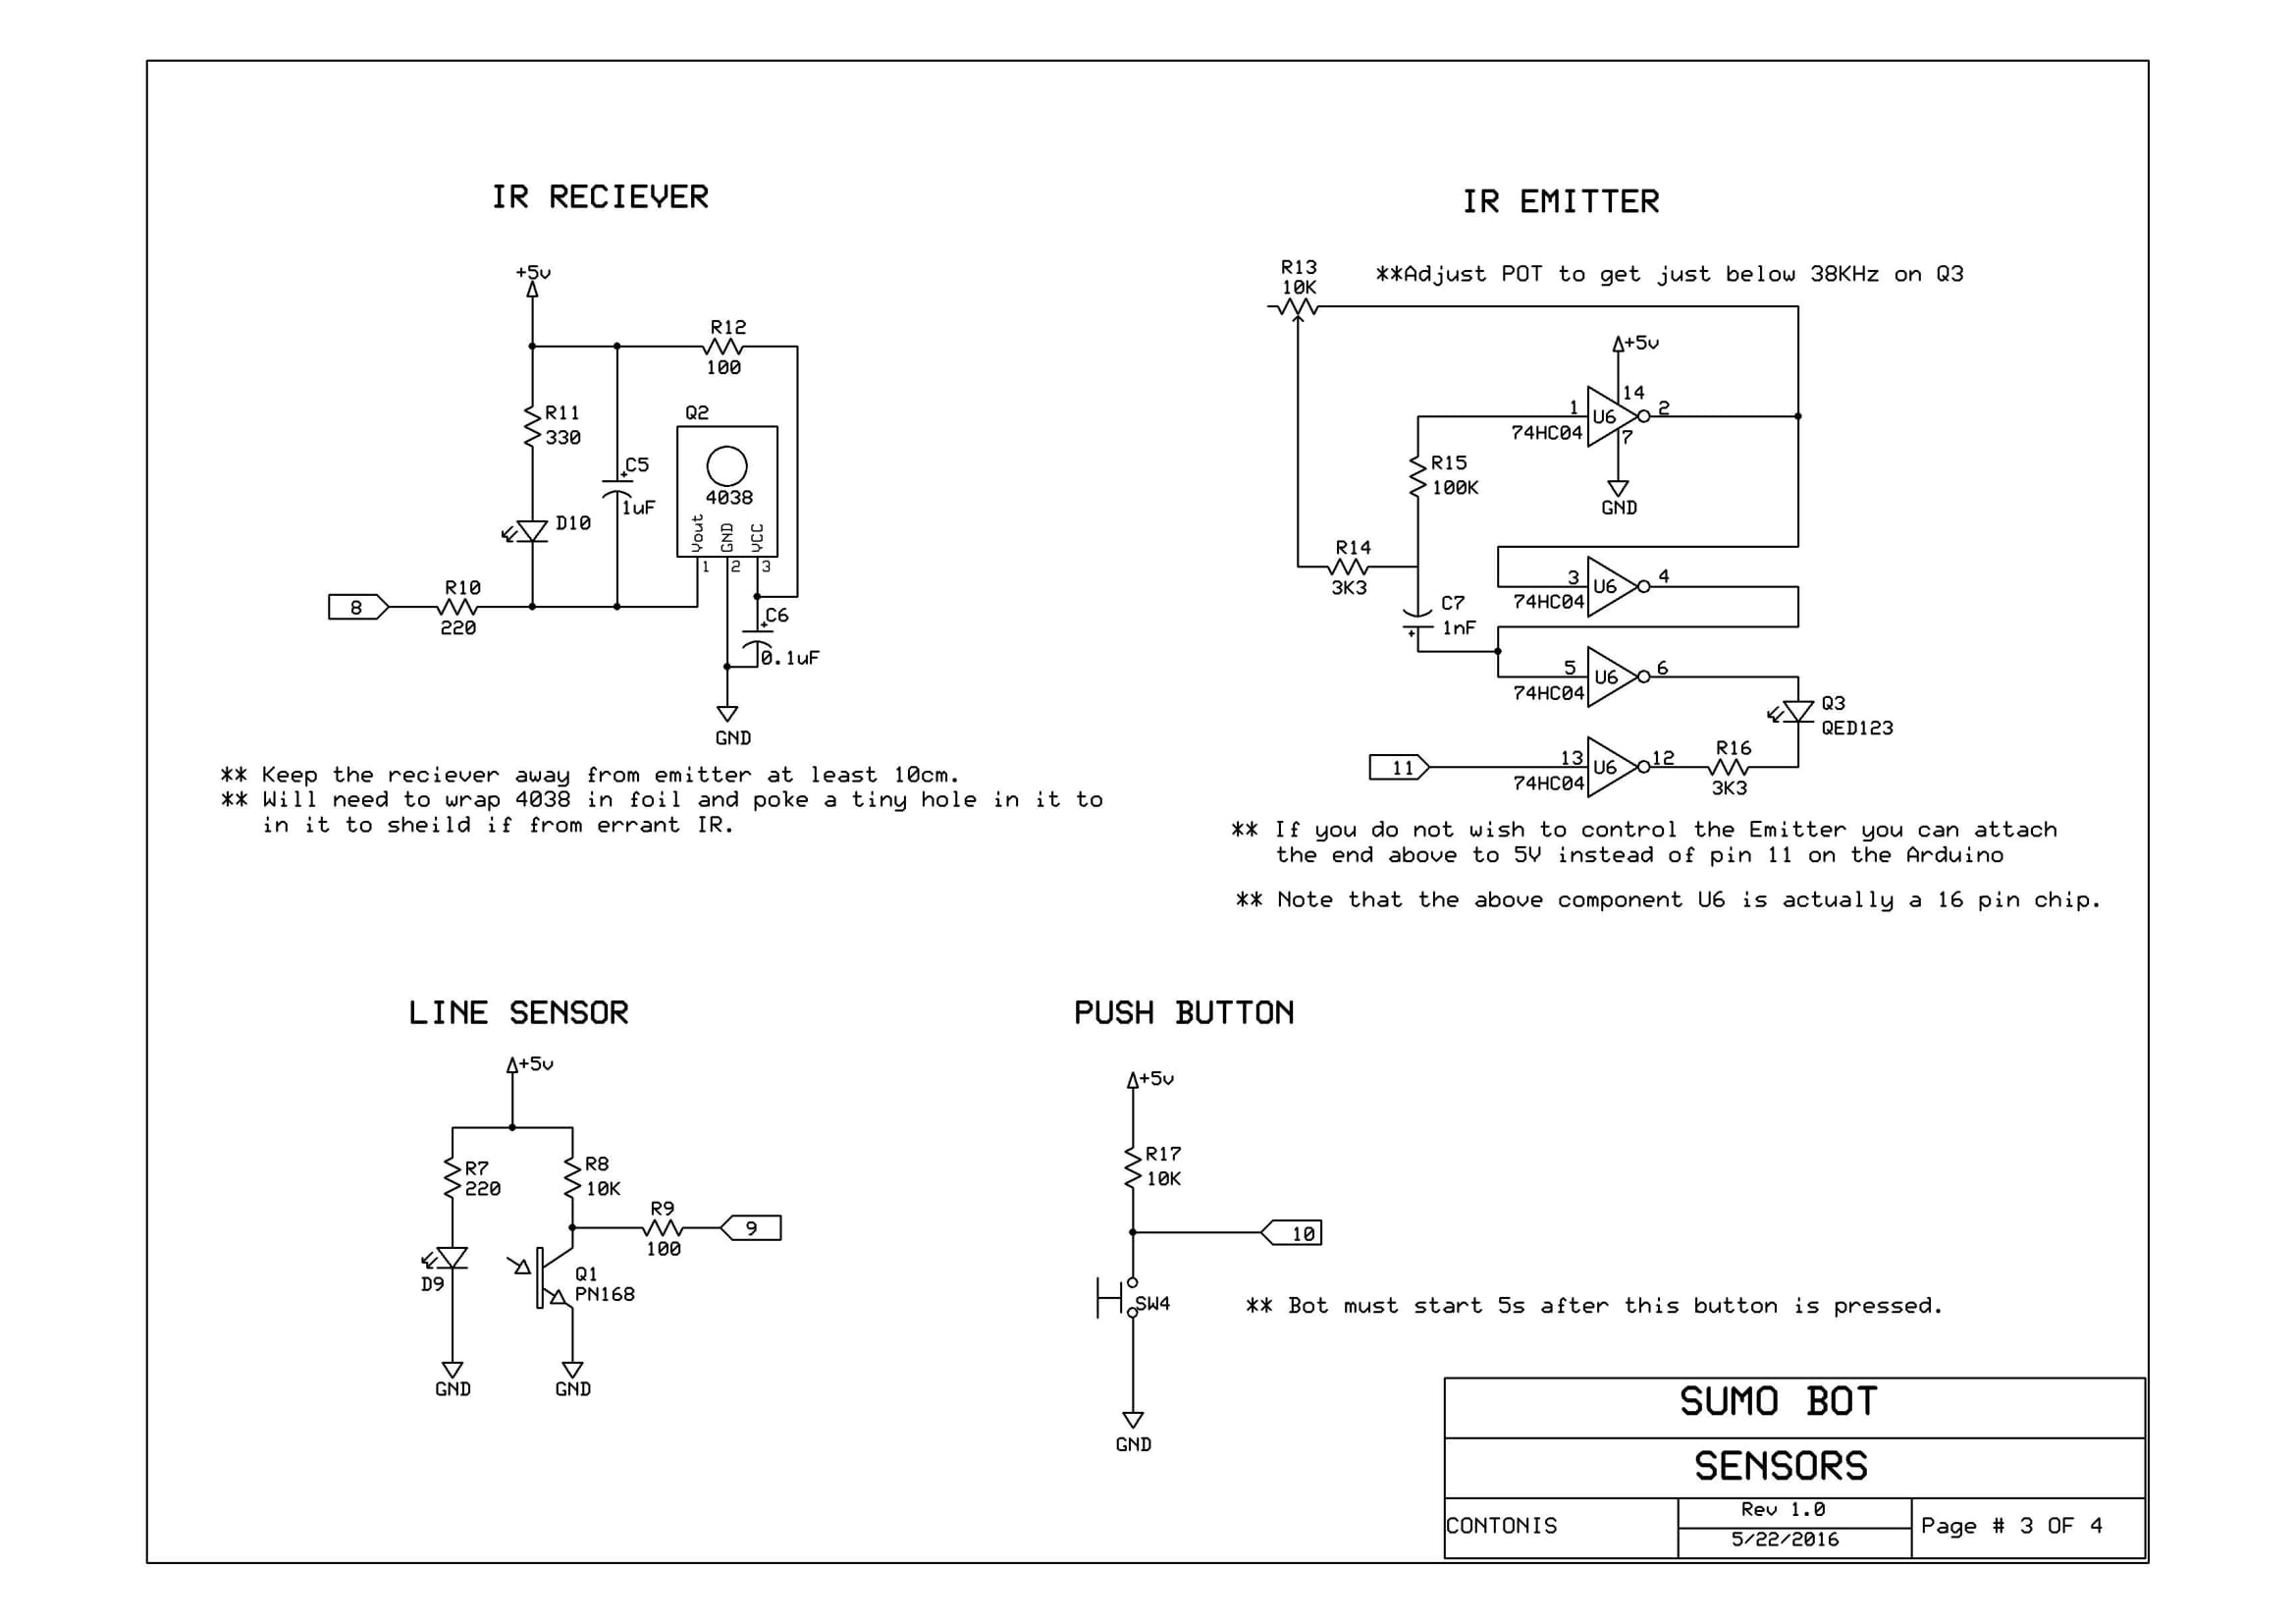 IR RECIEVER
+5v
R12
100
R11
330
Q2
C5
1uF
4038
D10
Vout
GND
VCC
1
2
3
8
R10
220
C6
0.1uF
GND
** Keep the reciever away from emitter at least 10cm.
** Will need to wrap 4038 in foil and poke a tiny hole in it to
in it to sheild if from errant IR.
IR EMITTER
R13
10K
**Adjust POT to get just below 38KHz on Q3
+5v
14
1
U6
2
74HC04
7
R15
100K
GND
R14
3K3
3
U6
4
74HC04
C7
1nF
5
U6
6
74HC04
Q3
QED123
11
13
U6
12
74HC04
R16
3K3
** If you do not wish to control the Emitter you can attach
the end above to 5V instead of pin 11 on the Arduino
** Note that the above component U6 is actually a 16 pin chip.
LINE SENSOR
+5v
R7
220
R8
10K
R9
100
9
D9
Q1
PN168
GND
GND
PUSH BUTTON
+5v
R17
10K
10
SW4
** Bot must start 5s after this button is pressed.
GND
SUMO BOT
SENSORS
CONTONIS
Rev 1.0
5/22/2016
Page # 3 OF 4